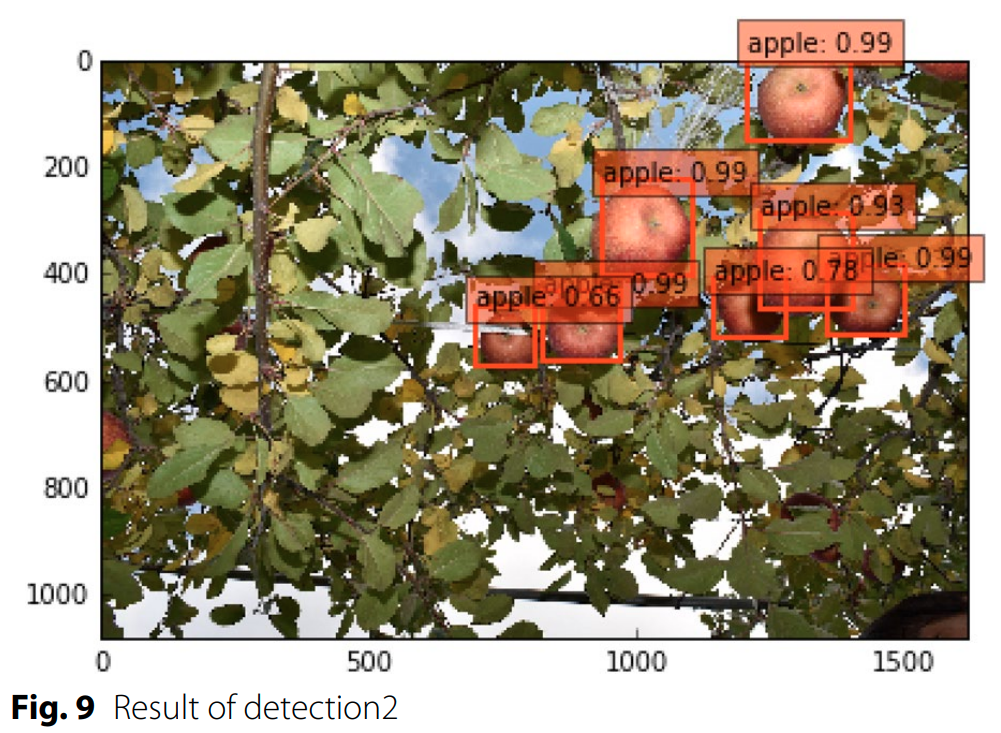 apple: 0.99
0
apple: 0.99
200
apple: 0.93
apple: 0.99
apple: 0.78
400
apple: 0.99
apple: 0.66
600
800
1000
0 500 1000 1500
Fig. 9 Result of detection2